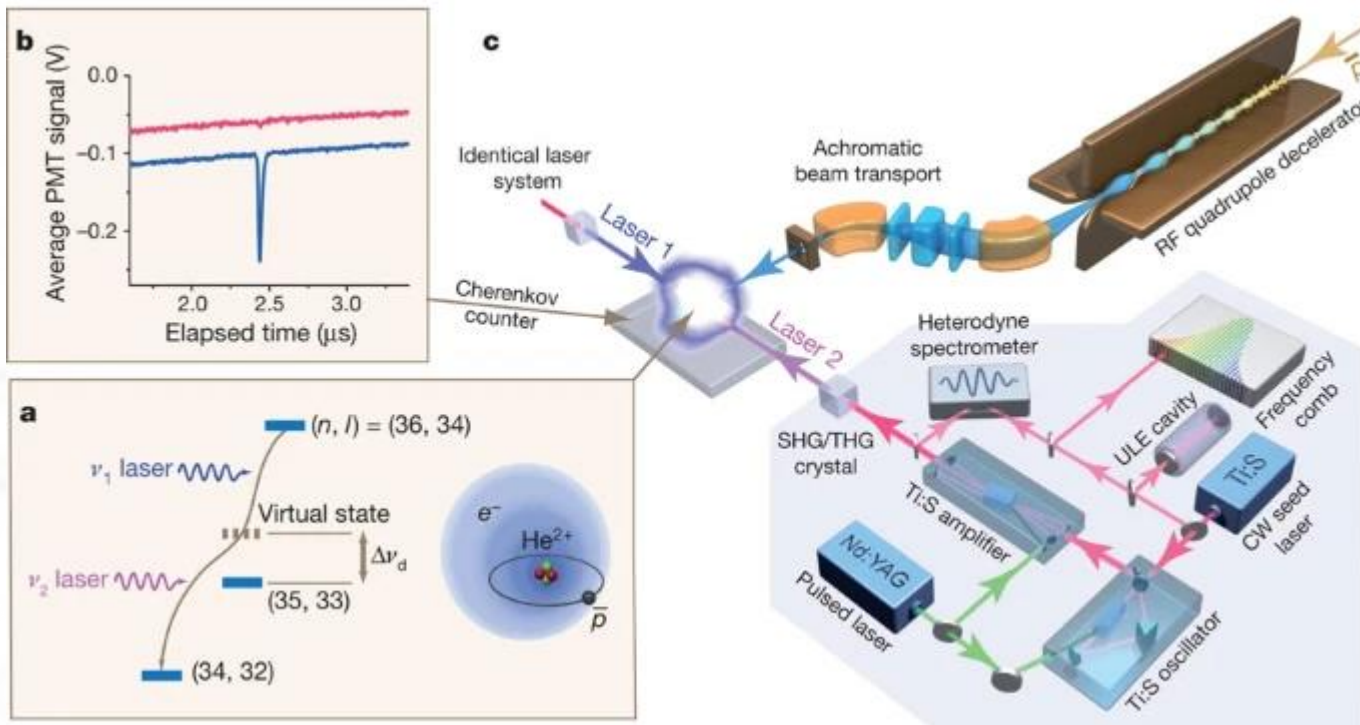 b
Average PMT signal (V)
0.0
–0.1
–0.2
2.0
2.5
3.0
Elapsed time (μs)
a
(n, l) = (36, 34)
ν₁ laser
Virtual state
Δν_d
ν₂ laser
(35, 33)
(34, 32)
e⁻
He²⁺
p̅
c
Identical laser
system
Laser 1
Cherenkov
counter
Achromatic
beam transport
RF quadrupole decelerator
Laser 2
Heterodyne
spectrometer
Frequency
comb
ULE cavity
SHG/THG
crystal
Ti:S
CW seed
laser
Ti:S amplifier
Nd:YAG
Pulsed laser
Ti:S oscillator